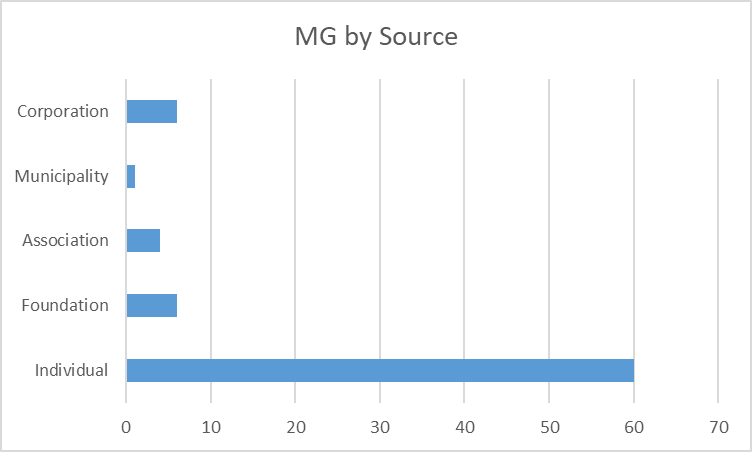 MG by Source
Corporation
Municipality
Association
Foundation
Individual
0 10 20 30 40 50 60 70